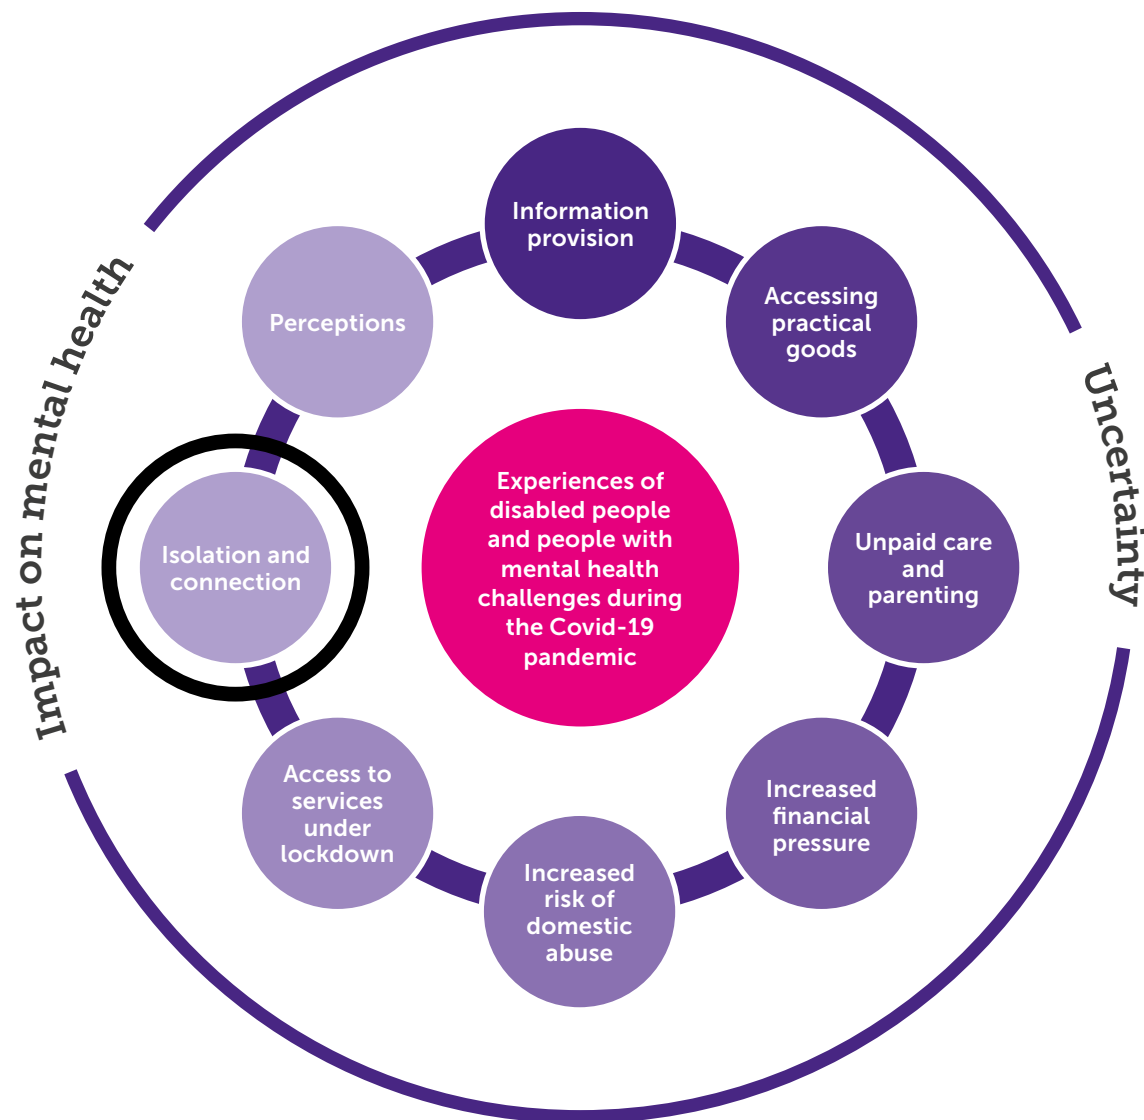 Impact on mental health
Uncertainty
Information
provision
Accessing
practical
goods
Unpaid care
and
parenting
Increased
financial
pressure
Increased
risk of
domestic
abuse
Access to
services
under
lockdown
Isolation and
connection
Perceptions
Experiences of
disabled people
and people with
mental health
challenges during
the Covid-19
pandemic